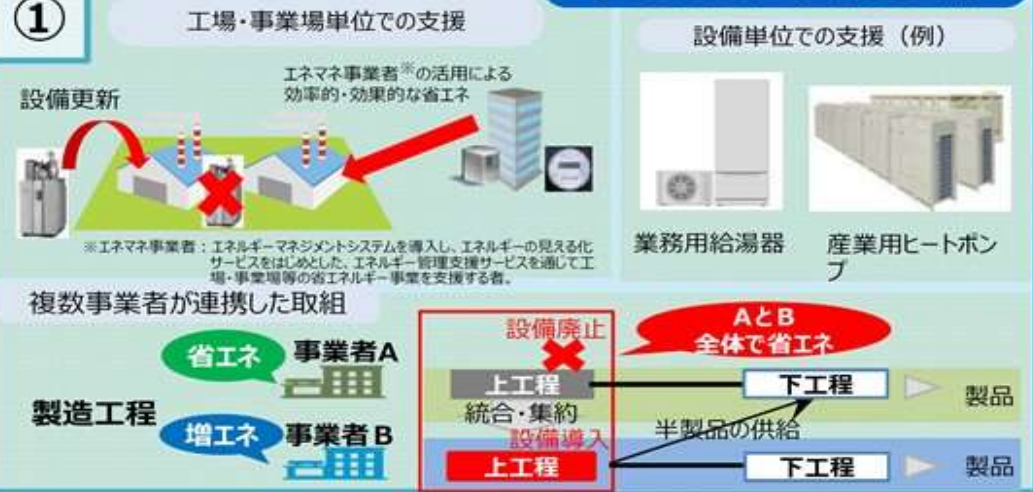 ①
工場・事業場単位での支援
設備更新
エネマネ事業者※の活用による
効率的・効果的な省エネ
※エネマネ事業者：エネルギーマネジメントシステムを導入し、エネルギーの見える化
サービスをはじめとした、エネルギー管理支援サービスを通じて工
場・事業場等の省エネルギー事業を支援する者。
設備単位での支援（例）
業務用給湯器
産業用ヒートポン
プ
複数事業者が連携した取組
製造工程
省エネ
事業者A
増エネ
事業者B
設備廃止
上工程
統合・集約
設備導入
上工程
AとB
全体で省エネ
下工程
製品
半製品の供給
下工程
製品